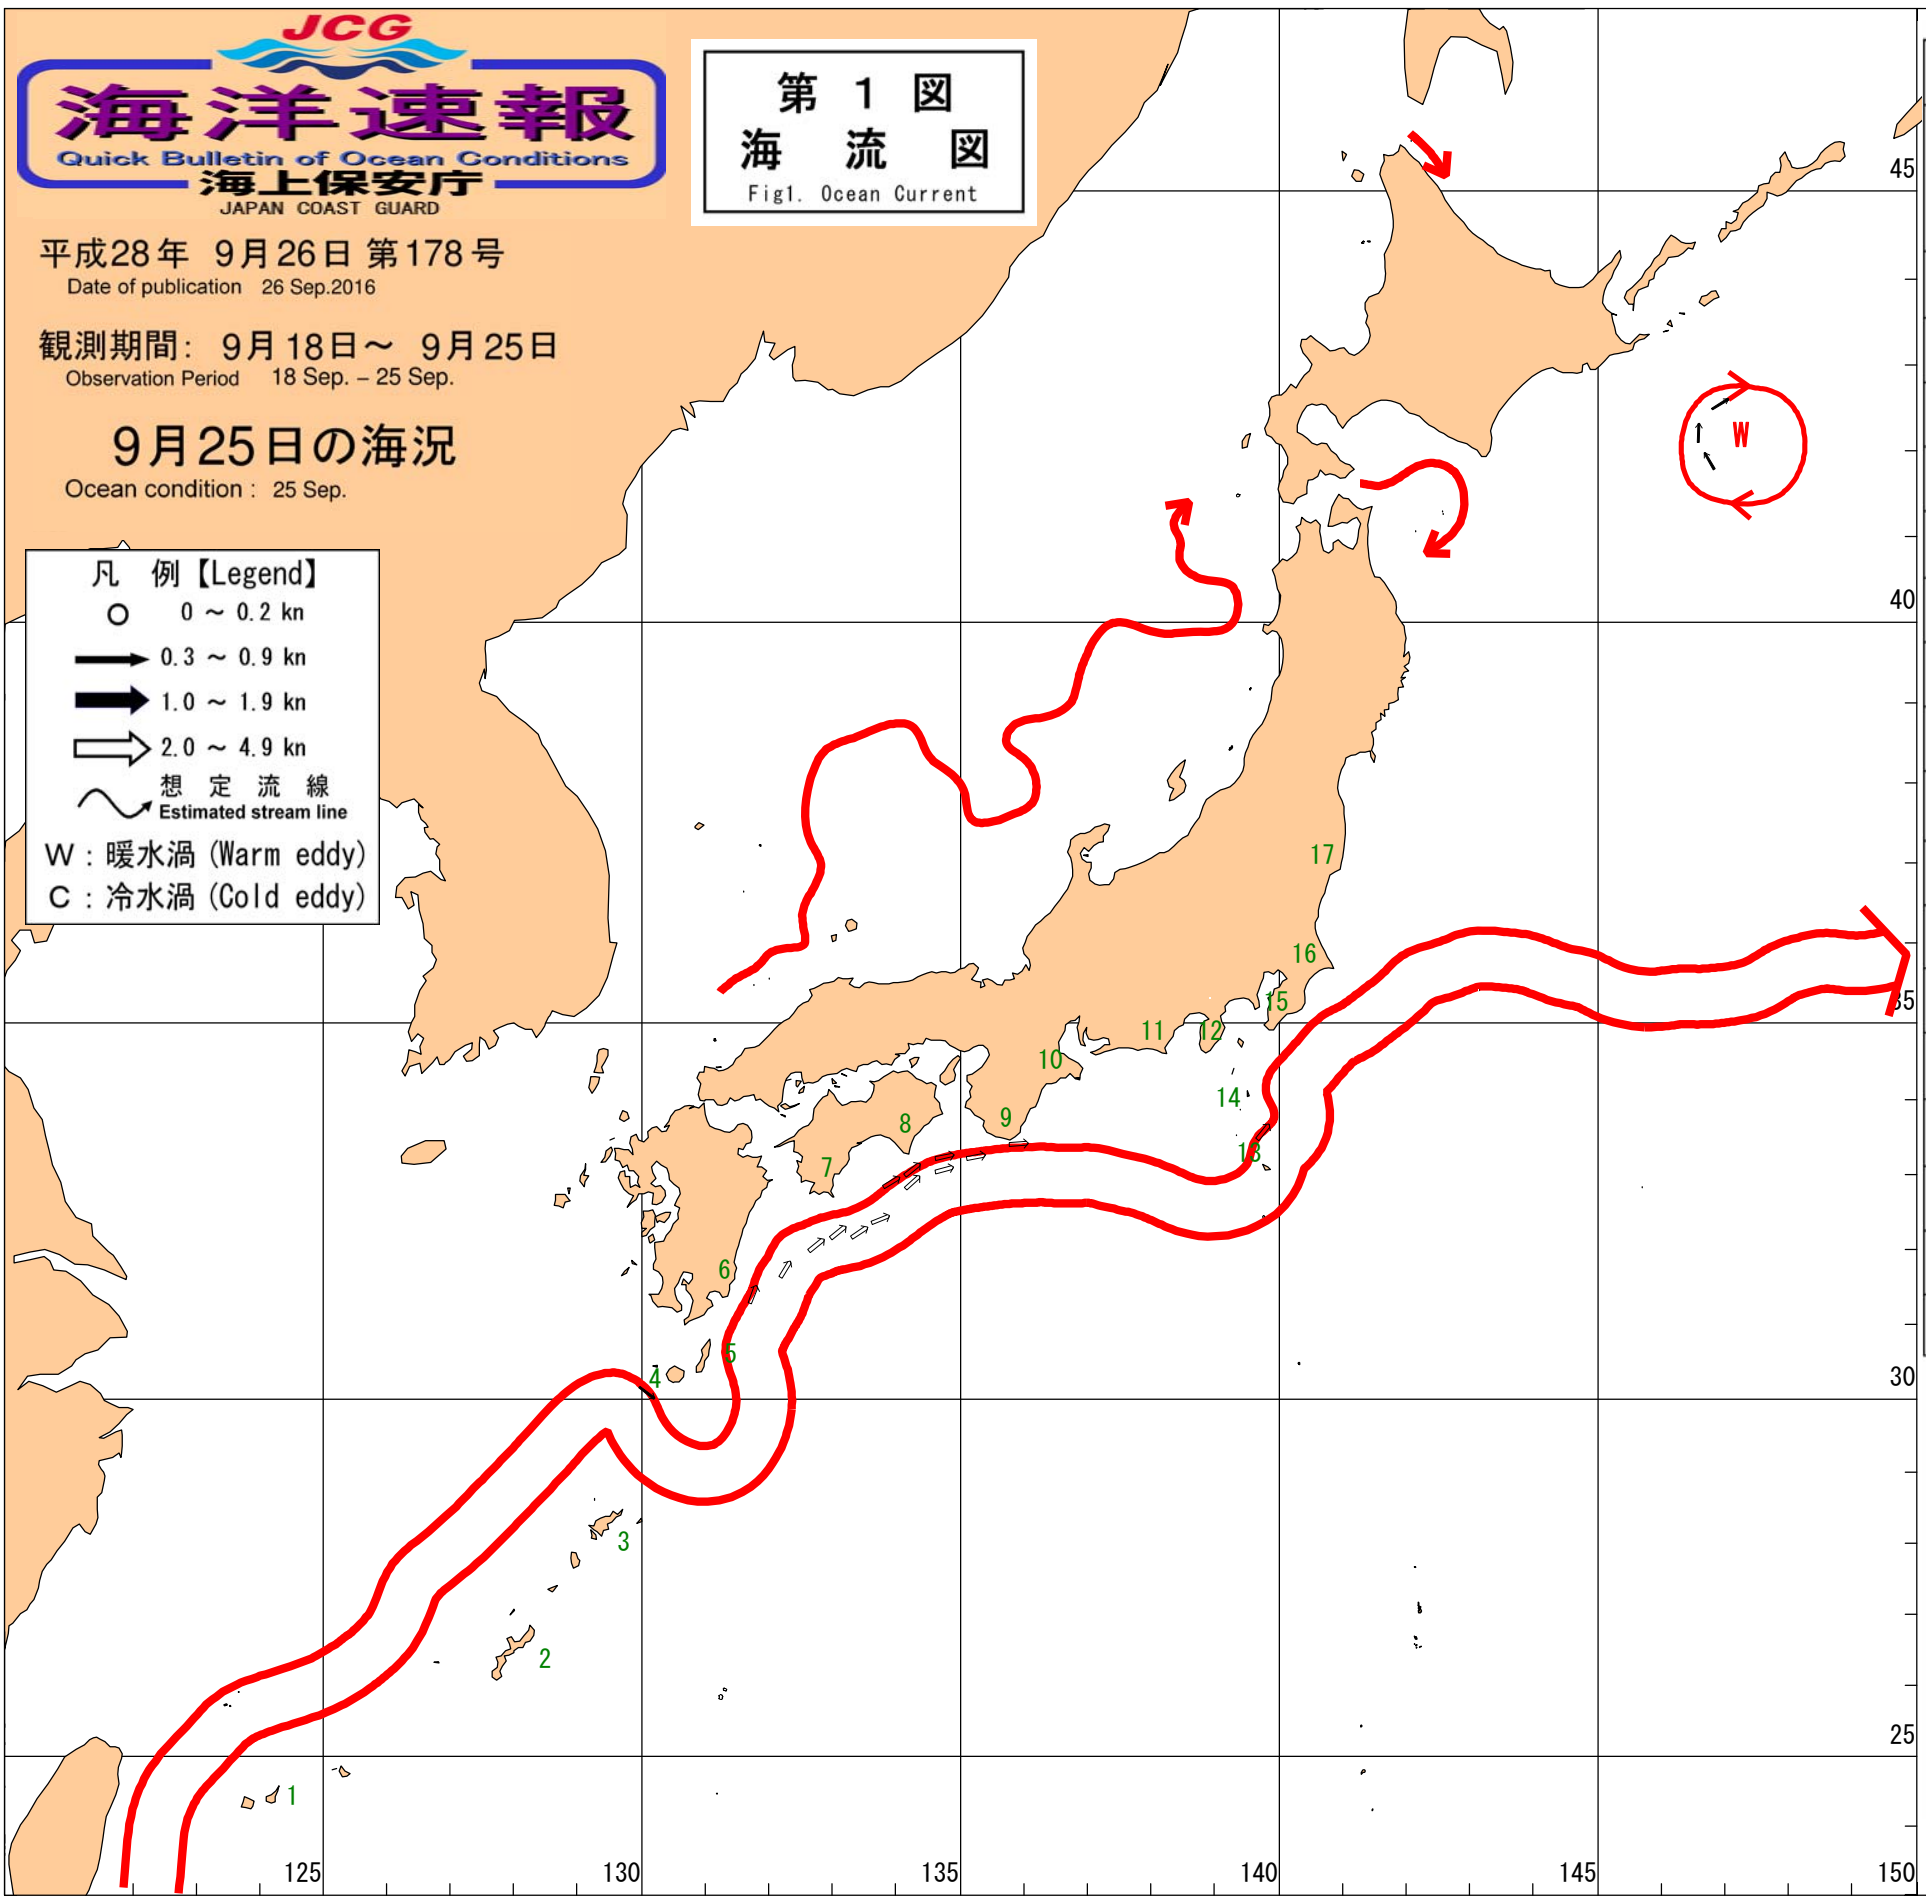 JCG
海洋速報
Quick Bulletin of Ocean Conditions
海上保安庁
JAPAN COAST GUARD
第 1 図
海 流 図
Fig1. Ocean Current
平成28年 9月26日 第178号
Date of publication 26 Sep.2016
観測期間: 9月18日~ 9月25日
Observation Period 18 Sep. – 25 Sep.
9月25日の海況
Ocean condition : 25 Sep.
凡 例【Legend】
0 ~ 0.2 kn
0.3 ~ 0.9 kn
1.0 ~ 1.9 kn
2.0 ~ 4.9 kn
想 定 流 線
Estimated stream line
W : 暖水渦 (Warm eddy)
C : 冷水渦 (Cold eddy)
45
W
40
17
16
35
15
12
11
10
14
9
8
13
7
6
5
4
30
3
2
25
1
125
130
135
140
145
150